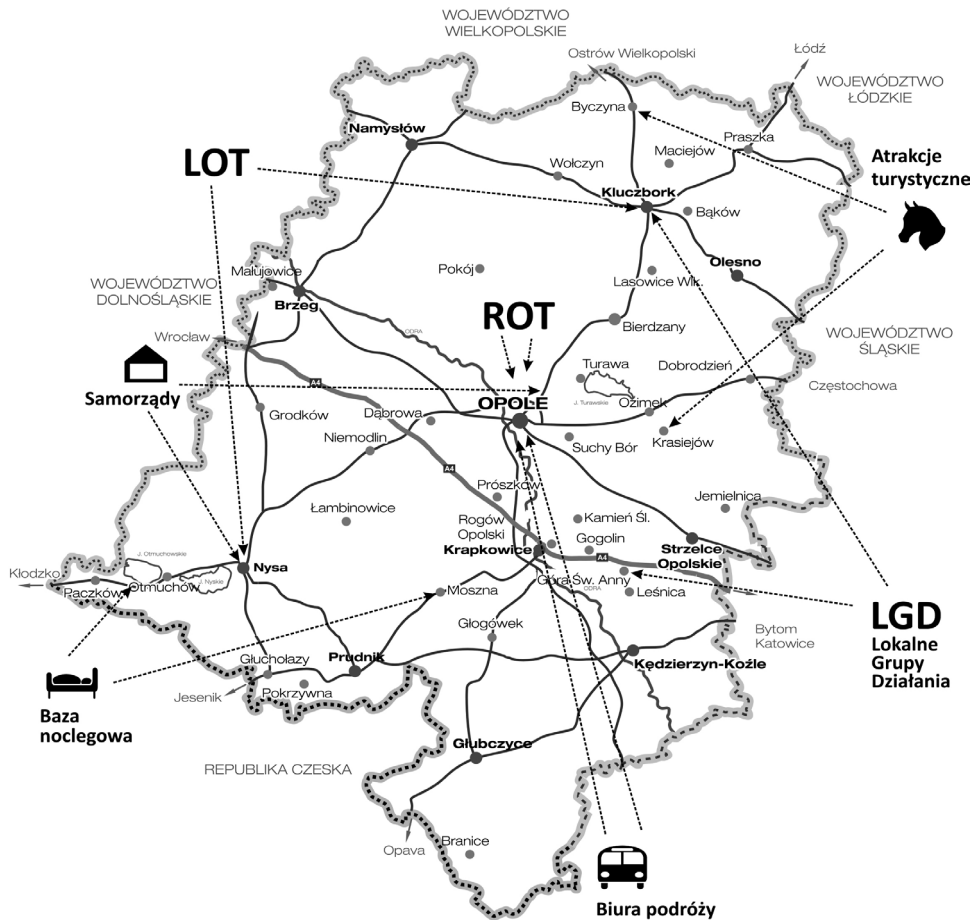 WOJEWÓDZTWO
WIELKOPOLSKIE
Ostrów Wielkopolski
Łódź
WOJEWÓDZTWO
ŁÓDZKIE
Byczyna
Namysłów
Praszka
LOT
Wołczyn
Maciejów
Atrakcje
turystyczne
Kluczbork
Bąków
Olesno
Pokój
Lasowice Wlk.
WOJEWÓDZTWO
DOLNOŚLĄSKIE
Małujowice
Brzeg
ROT
Bierdzany
WOJEWÓDZTWO
ŚLĄSKIE
Wrocław
ODRA
Turawa
Dobrodzień
Częstochowa
A4
J. Turawskie
Samorządy
OPOLE
Ozimek
Grodków
Dąbrowa
Niemodlin
Suchy Bór
Krasiejów
A4
Prószków
Jemielnica
Łambinowice
Rogów
Opolski
Kamień Śl.
Krapkowice
Gogolin
Strzelce
Opolskie
A4
J. Otmuchowskie
Kłodzko
Nysa
J. Nyskie
Paczków
Otmuchów
Góra Św. Anny
ODRA
Moszna
Leśnica
LGD
Lokalne
Grupy
Działania
Głogówek
Bytom
Katowice
Głuchołazy
Prudnik
Kędzierzyn-Koźle
Jesenik
Pokrzywna
Baza
noclegowa
Głubczyce
REPUBLIKA CZESKA
Branice
Opava
Biura podróży